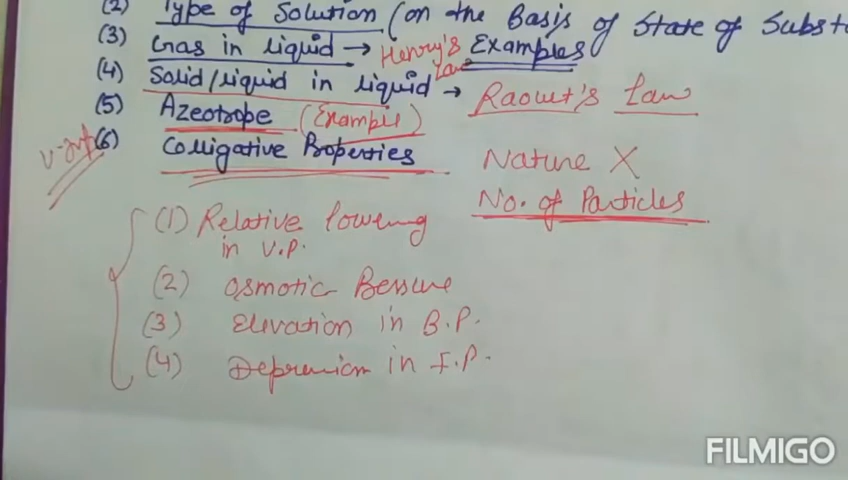 (2) Type of Solution (on the Basis of State of Subst
(3) Gas in liquid → Henry's Law Examples
(4) Solid/liquid in liquid → Raoult's Law
(5) Azeotrope (Example)
V-Imp (6) Colligative Properties Nature X
No. of Particles
(1) Relative lowering
in V.P.
(2) Osmotic Pressure
(3) Elevation in B.P.
(4) Depression in F.P.
FILMIGO